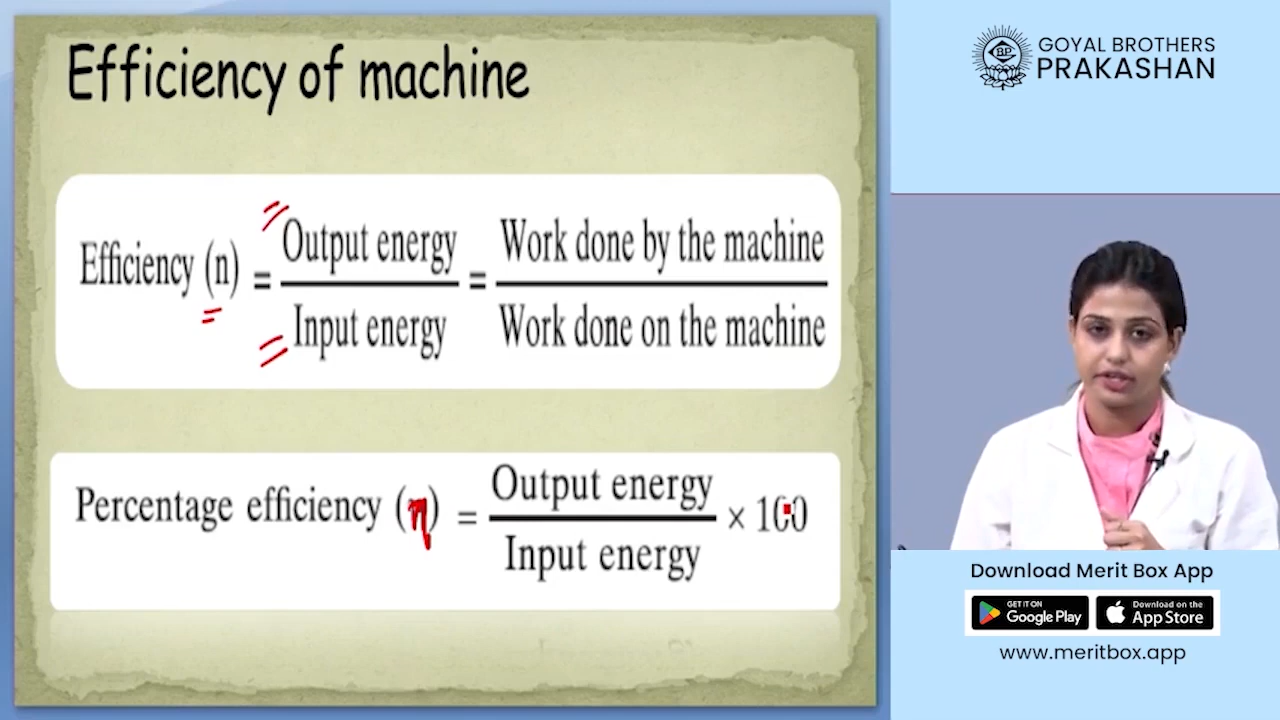 Efficiency of machine
Efficiency (n) = Output energy / Input energy = Work done by the machine / Work done on the machine
Percentage efficiency (η) = Output energy / Input energy × 100
BP
GOYAL BROTHERS
PRAKASHAN
Download Merit Box App
GET IT ON
Google Play
Download on the
App Store
www.meritbox.app